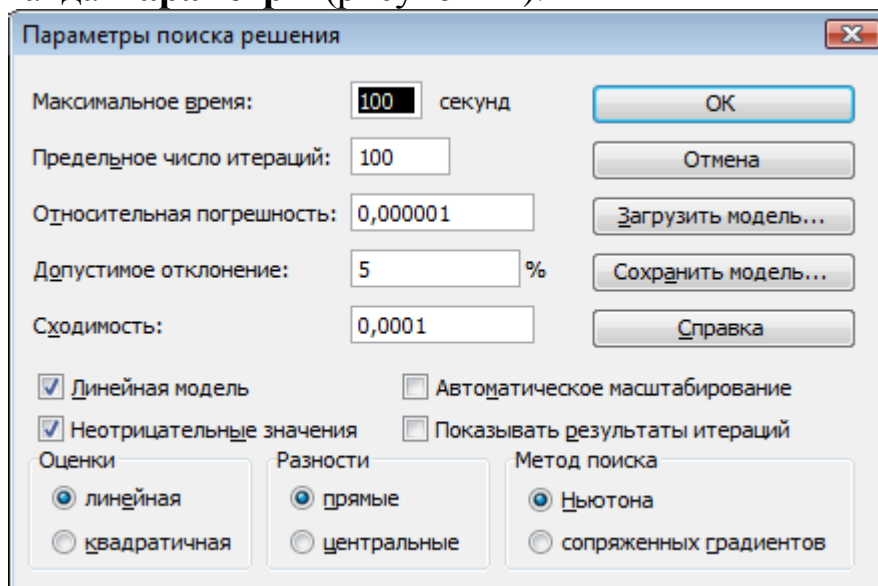 Параметры поиска решения
Максимальное время: 100 секунд OK
Предельное число итераций: 100 Отмена
Относительная погрешность: 0,000001 Загрузить модель...
Допустимое отклонение: 5 % Сохранить модель...
Сходимость: 0,0001 Справка
Линейная модель Автоматическое масштабирование
Неотрицательные значения Показывать результаты итераций
Оценки Разности Метод поиска
линейная прямые Ньютона
квадратичная центральные сопряженных градиентов